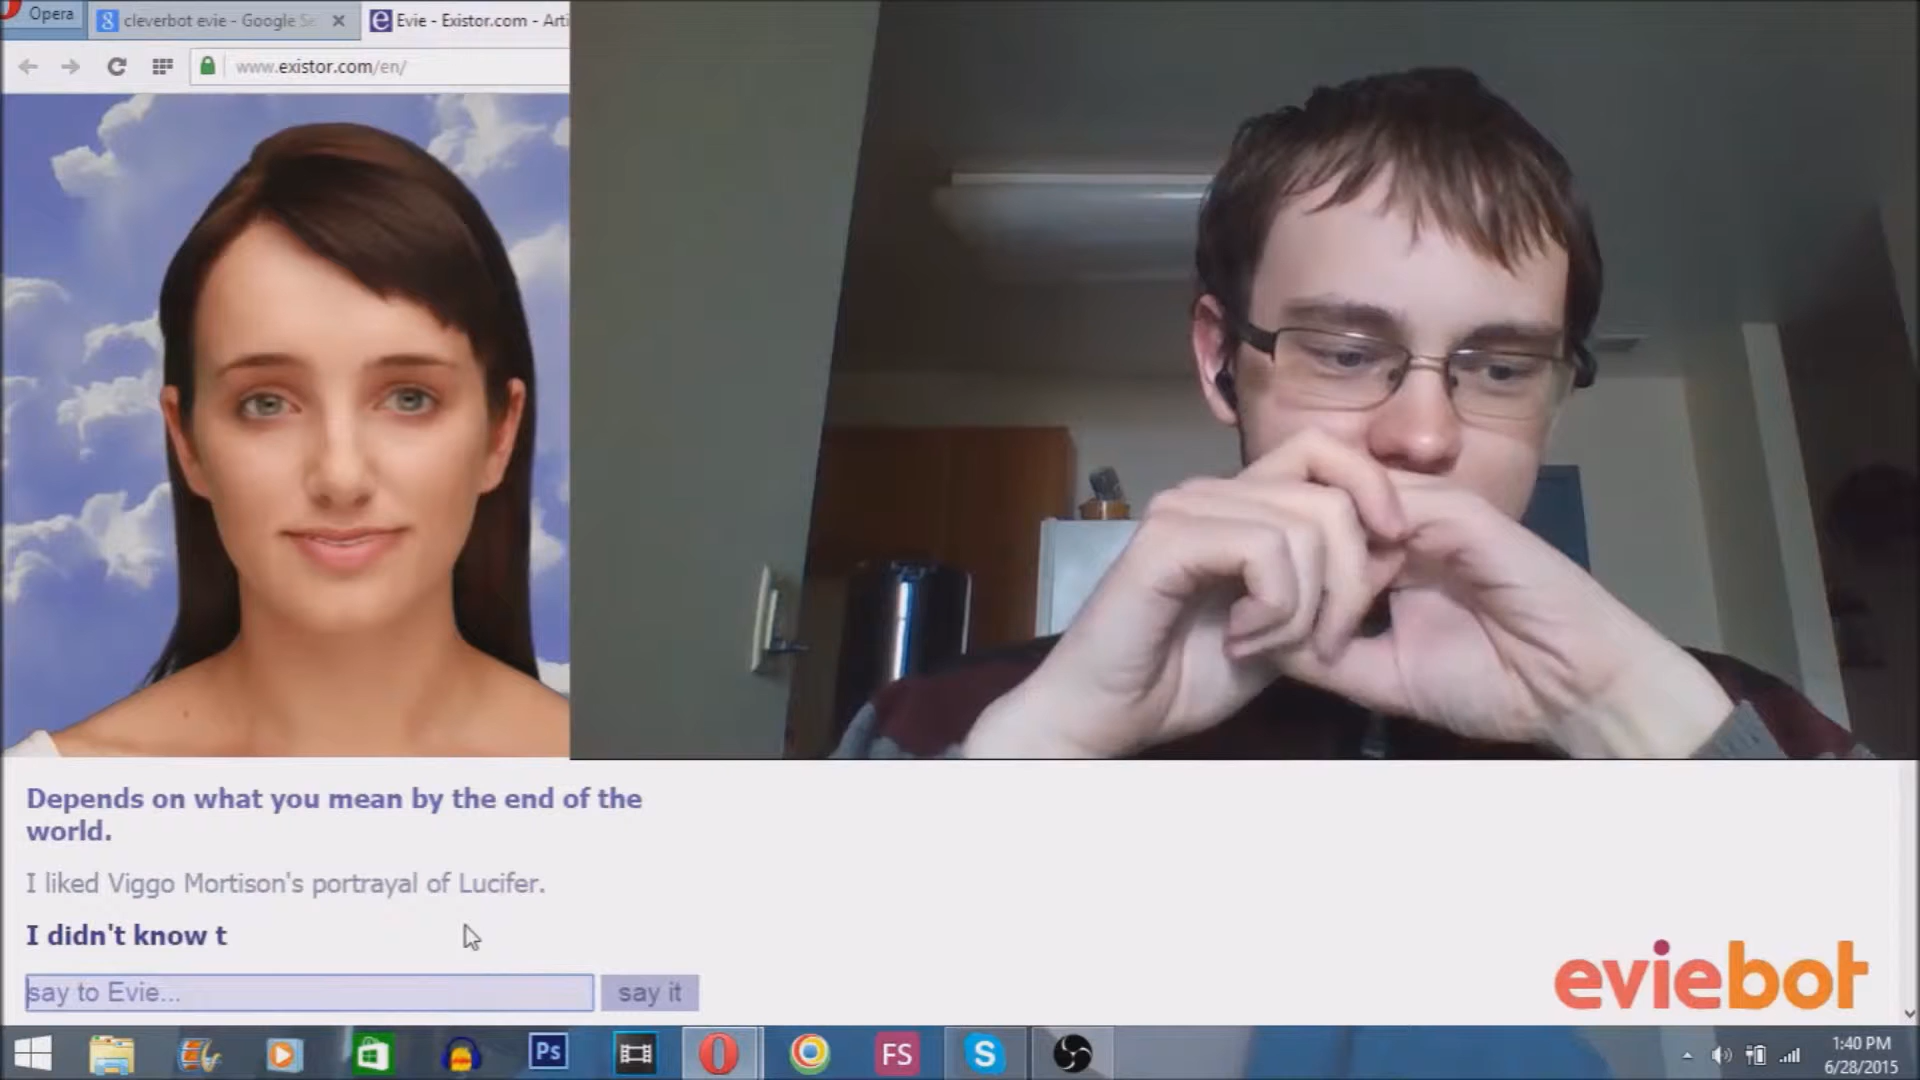 Opera
cleverbot evie - Google Se
Evie - Existor.com - Arti
www.existor.com/en/
Depends on what you mean by the end of the
world.
I liked Viggo Mortison's portrayal of Lucifer.
I didn't know t
say to Evie...
say it
eviebot
Ps
FS
1:40 PM
6/28/2015